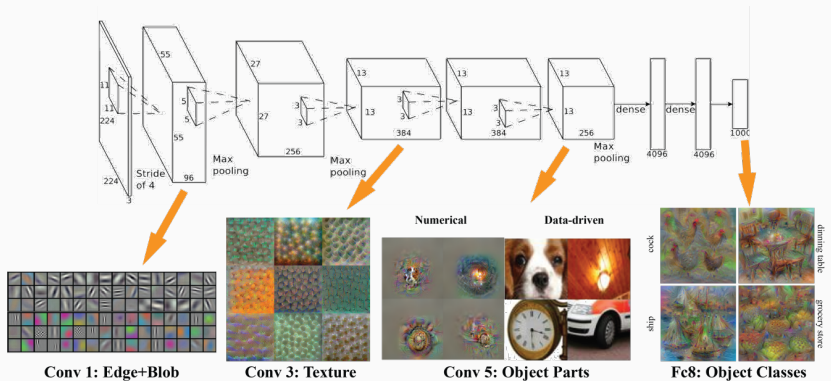 11
11
224
224
3
Stride
of 4
55
55
5
5
96
Max
pooling
27
27
3
3
256
Max
pooling
13
13
3
3
384
13
13
3
3
384
13
13
256
Max
pooling
dense
4096
dense
4096
1000
Numerical
Data-driven
cock
ship
dinning table
grocery store
Conv 1: Edge+Blob
Conv 3: Texture
Conv 5: Object Parts
Fc8: Object Classes